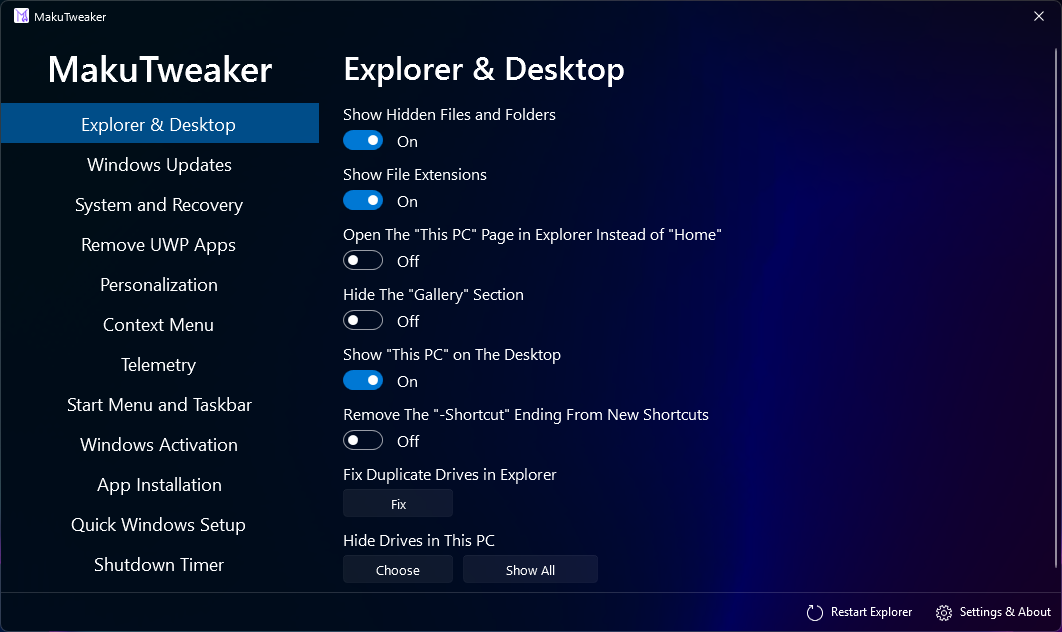 MakuTweaker
MakuTweaker
Explorer & Desktop
Windows Updates
System and Recovery
Remove UWP Apps
Personalization
Context Menu
Telemetry
Start Menu and Taskbar
Windows Activation
App Installation
Quick Windows Setup
Shutdown Timer
Explorer & Desktop
Show Hidden Files and Folders
On
Show File Extensions
On
Open The "This PC" Page in Explorer Instead of "Home"
Off
Hide The "Gallery" Section
Off
Show "This PC" on The Desktop
On
Remove The "-Shortcut" Ending From New Shortcuts
Off
Fix Duplicate Drives in Explorer
Fix
Hide Drives in This PC
Choose Show All
Restart Explorer Settings & About